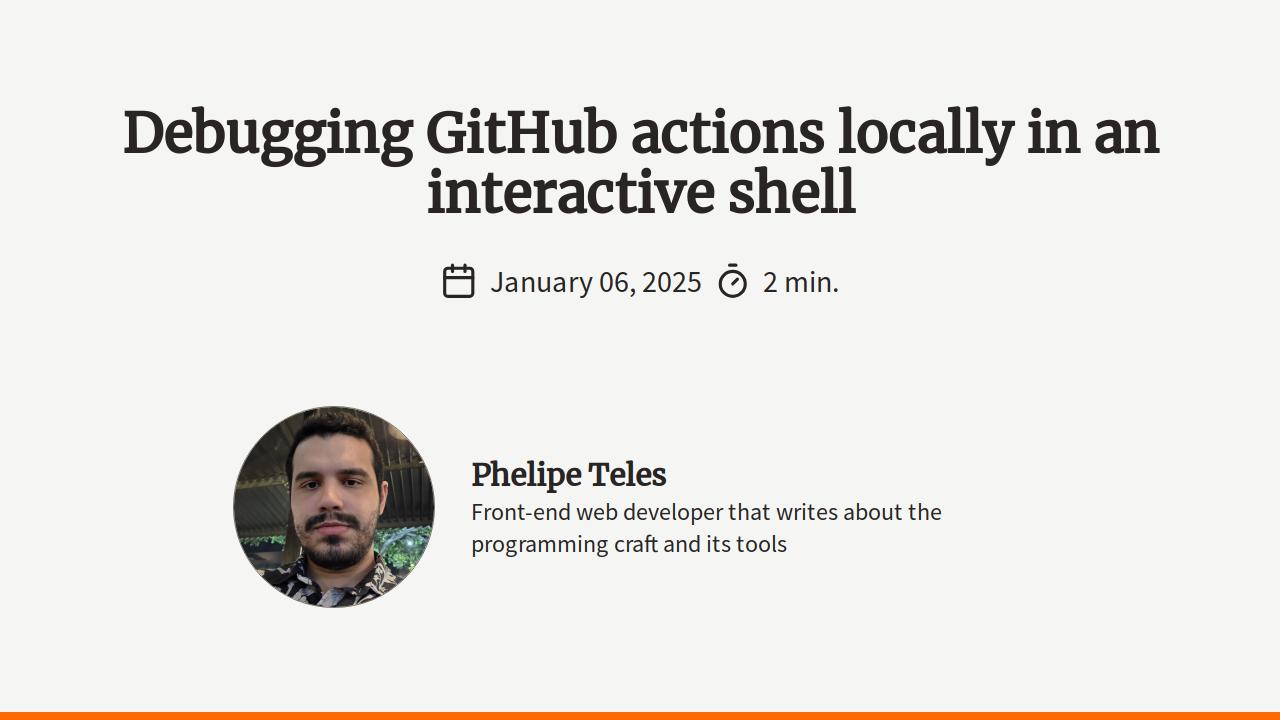 Debugging GitHub actions locally in an
interactive shell
January 06, 2025 2 min.
Phelipe Teles
Front-end web developer that writes about the
programming craft and its tools